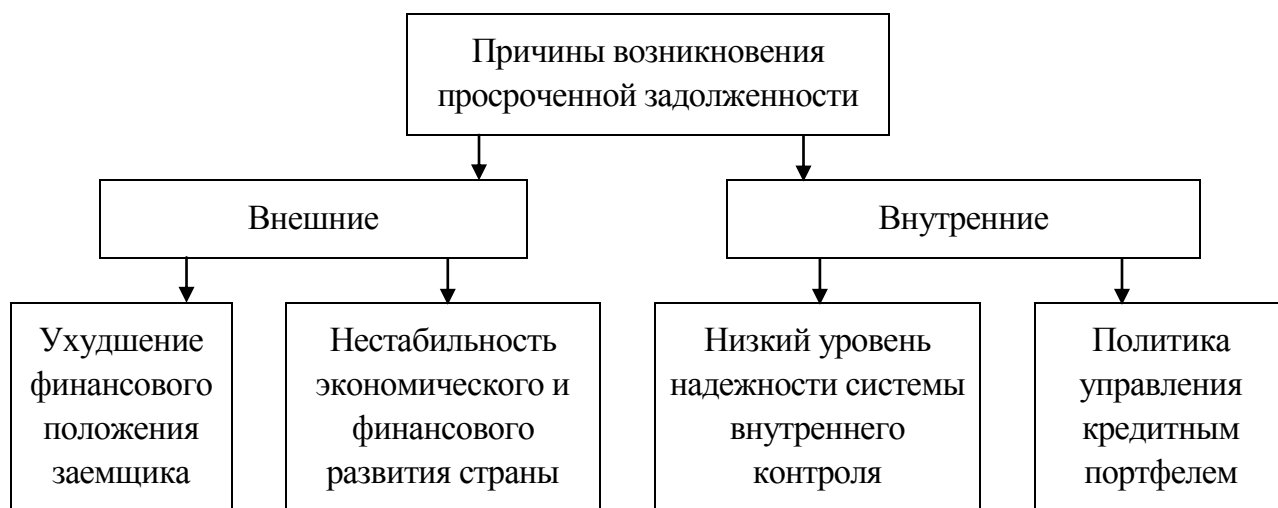 Причины возникновения
просроченной задолженности
Внешние
Внутренние
Ухудшение
финансового
положения
заемщика
Нестабильность
экономического и
финансового
развития страны
Низкий уровень
надежности системы
внутреннего
контроля
Политика
управления
кредитным
портфелем